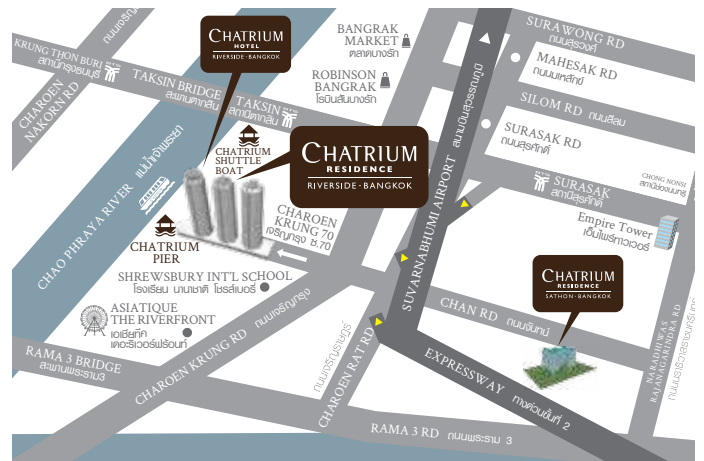 CHATRIUM
HOTEL
RIVERSIDE · BANGKOK
KRUNG THON BURI
สถานีกรุงธนบุรี
CHAROEN
NAKORN RD
ถนนเจริญ
TAKSIN BRIDGE
สะพานตากสิน
TAKSIN
สถานีตากสิน
BANGRAK
MARKET
ตลาดบางรัก
ROBINSON
BANGRAK
โรบินสันบางรัก
สนามบินสุวรรณภูมิ
SUVARNABHUMI AIRPORT
SURAWONG RD
ถนนสุรวงศ์
MAHESAK RD
ถนนมเหสักข์
SILOM RD ถนนสีลม
SURASAK RD
ถนนสุรศักดิ์
CHONG NONSI
สถานีช่องนนทรี
SURASAK
สถานีสุรศักดิ์
Empire Tower
เอ็มไพร์ทาวเวอร์
CHATRIUM
SHUTTLE
BOAT
CHATRIUM
RESIDENCE
RIVERSIDE · BANGKOK
แม่น้ำเจ้าพระยา
CHAO PHRAYA RIVER
CHATRIUM
PIER
CHAROEN
KRUNG 70
เจริญกรุง ซ.70
SHREWSBURY INT'L SCHOOL
โรงเรียน นานาชาติ โชรส์เบอรี่
ASIATIQUE
THE RIVERFRONT
เอเชียทีค
เดอะริเวอร์ฟร้อนท์
CHATRIUM
RESIDENCE
SATHON · BANGKOK
CHAN RD ถนนจันทน์
RAMA 3 BRIDGE
สะพานพระราม3
CHAROEN KRUNG RD ถนนเจริญกรุง
CHAROEN RAT RD
ถนนเจริญราษฎร์
EXPRESSWAY ทางด่วนขั้นที่ 2
NARADHIWAS
RAJANAGARINDRA RD
RAMA 3 RD ถนนพระราม 3